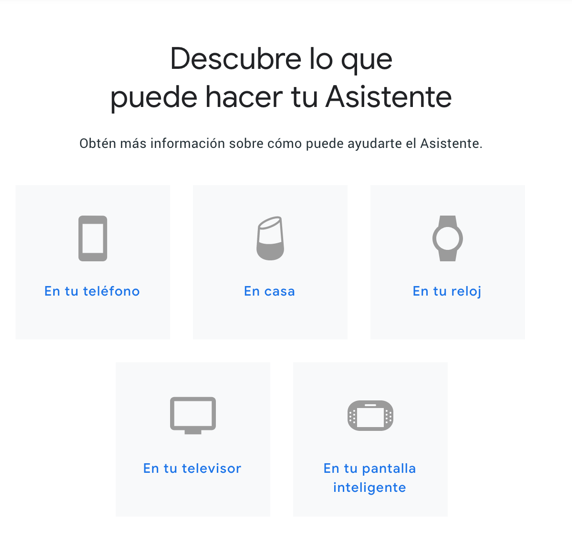 Descubre lo que
puede hacer tu Asistente
Obtén más información sobre cómo puede ayudarte el Asistente.
En tu teléfono
En casa
En tu reloj
En tu televisor
En tu pantalla
inteligente